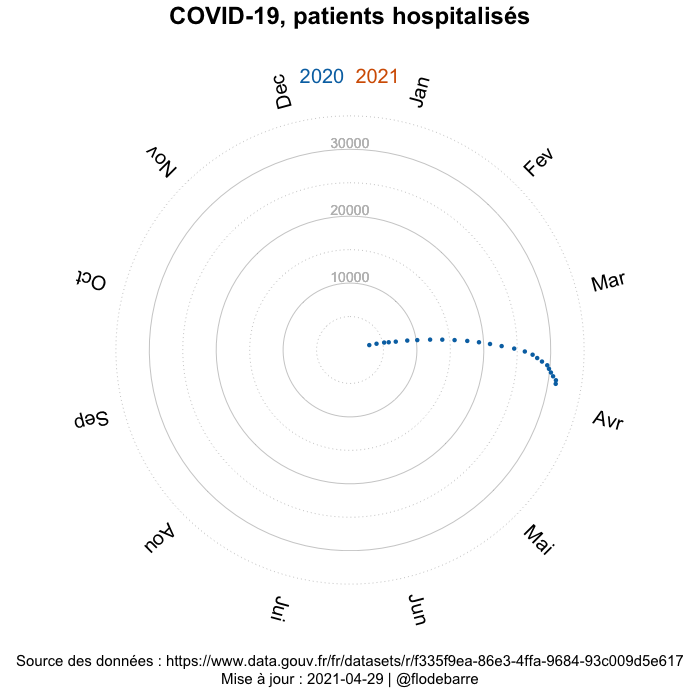 COVID-19, patients hospitalisés
2020 2021
Jan
Fev
Mar
Avr
Mai
Jun
Jui
Aou
Sep
Oct
Nov
Dec
30000
20000
10000
Source des données : https://www.data.gouv.fr/fr/datasets/r/f335f9ea-86e3-4ffa-9684-93c009d5e617
Mise à jour : 2021-04-29 | @flodebarre